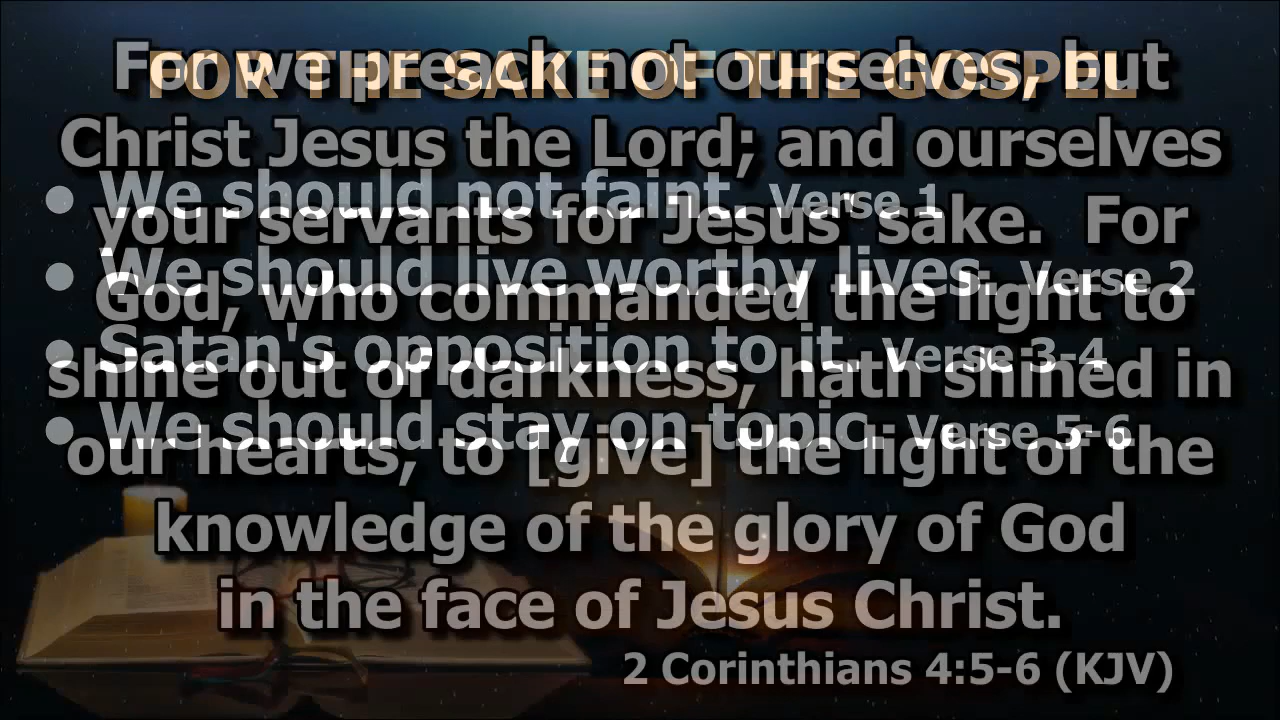 FOR THE SAKE OF THE GOSPEL
• We should not faint. Verse 1
• We should live worthy lives. Verse 2
• Satan's opposition to it. Verse 3-4
• We should stay on topic. Verse 5-6
For we preach not ourselves, but
Christ Jesus the Lord; and ourselves
your servants for Jesus' sake. For
God, who commanded the light to
shine out of darkness, hath shined in
our hearts, to [give] the light of the
knowledge of the glory of God
in the face of Jesus Christ.
2 Corinthians 4:5-6 (KJV)